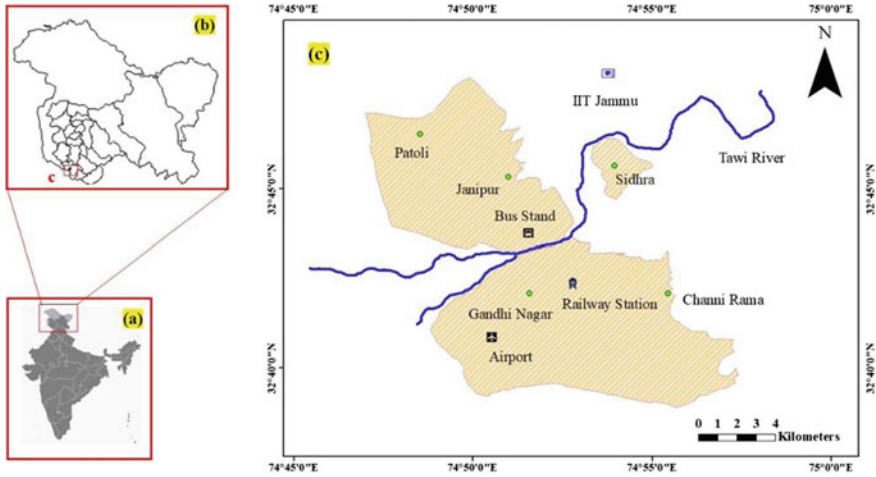 (b)
c
(a)
74°45'0"E 74°50'0"E 74°55'0"E 75°0'0"E
(c)
N
IIT Jammu
Patoli
Tawi River
Janipur
Sidhra
32°45'0"N 32°45'0"N
Bus Stand
Gandhi Nagar
Railway Station
Channi Rama
Airport
32°40'0"N 32°40'0"N
0 1 2 3 4
Kilometers
74°45'0"E 74°50'0"E 74°55'0"E 75°0'0"E